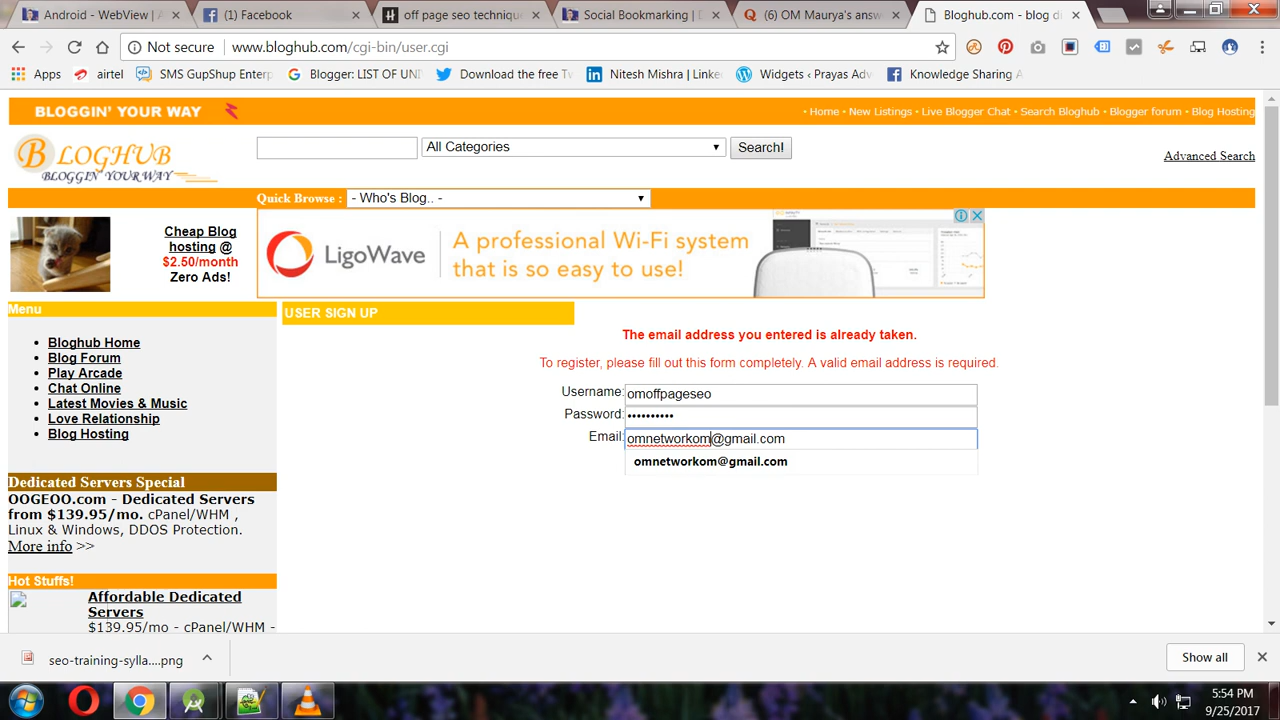 Android - WebView | A
(1) Facebook
off page seo techniqu
Social Bookmarking |
(6) OM Maurya's answ
Bloghub.com - blog di
Not secure
www.bloghub.com/cgi-bin/user.cgi
Apps
airtel
SMS GupShup Enterp
Blogger: LIST OF UND
Download the free Tw
Nitesh Mishra | Linke
Widgets ‹ Prayas Adv
Knowledge Sharing A
BLOGGIN' YOUR WAY
• Home • New Listings • Live Blogger Chat • Search Bloghub • Blogger forum • Blog Hosting
BLOGHUB
BLOGGIN YOUR WAY
All Categories
Search!
Advanced Search
Quick Browse :
- Who's Blog.. -
Cheap Blog
hosting @
$2.50/month
Zero Ads!
LigoWave
A professional Wi-Fi system
that is so easy to use!
Menu
Bloghub Home
Blog Forum
Play Arcade
Chat Online
Latest Movies & Music
Love Relationship
Blog Hosting
USER SIGN UP
The email address you entered is already taken.
To register, please fill out this form completely. A valid email address is required.
Username: omoffpageseo
Password: ••••••••••
Email: omnetworkom@gmail.com
omnetworkom@gmail.com
Dedicated Servers Special
OOGEOO.com - Dedicated Servers
from $139.95/mo. cPanel/WHM ,
Linux & Windows, DDOS Protection.
More info >>
Hot Stuffs!
Affordable Dedicated
Servers
$139.95/mo - cPanel/WHM -
seo-training-sylla....png
Show all
5:54 PM
9/25/2017